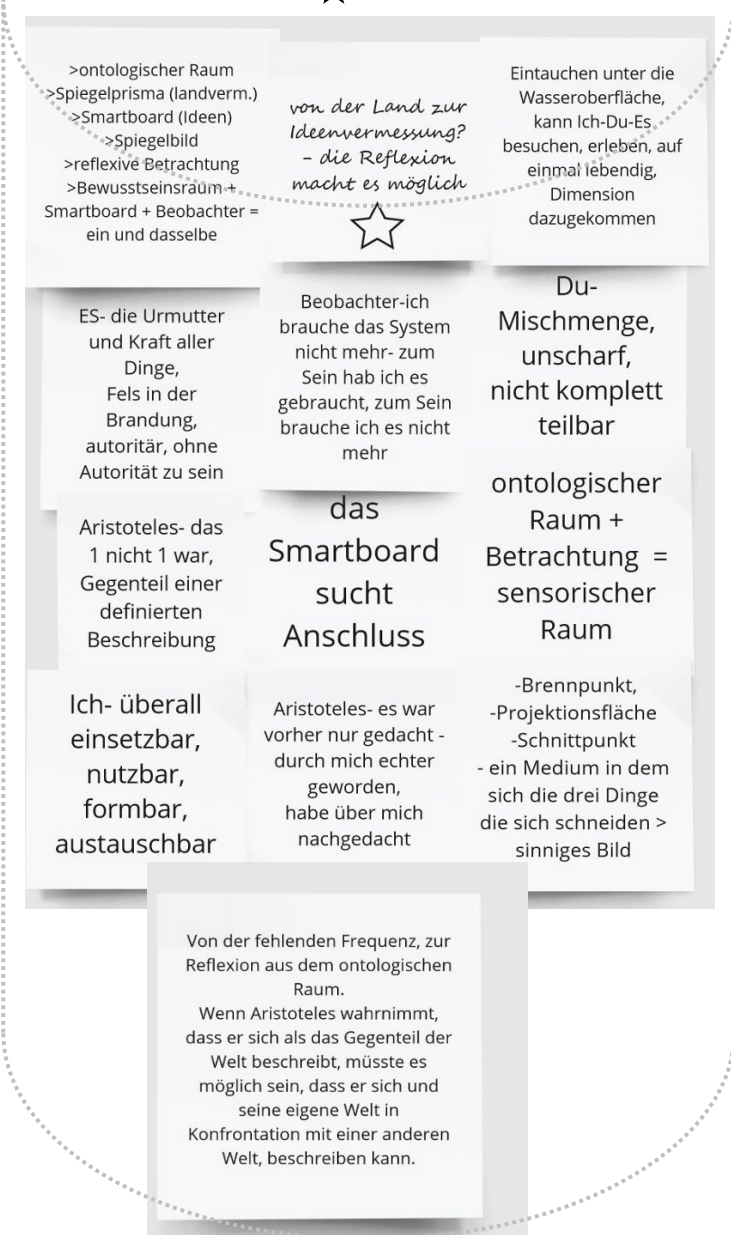 >ontologischer Raum
>Spiegelprisma (landverm.)
>Smartboard (Ideen)
>Spiegelbild
>reflexive Betrachtung
>Bewusstseinsraum +
Smartboard + Beobachter =
ein und dasselbe
von der Land zur
Ideenvermessung?
- die Reflexion
macht es möglich
Eintauchen unter die
Wasseroberfläche,
kann Ich-Du-Es
besuchen, erleben, auf
einmal lebendig,
Dimension
dazugekommen
ES- die Urmutter
und Kraft aller
Dinge,
Fels in der
Brandung,
autoritär, ohne
Autorität zu sein
Beobachter-ich
brauche das System
nicht mehr- zum
Sein hab ich es
gebraucht, zum Sein
brauche ich es nicht
mehr
Du-
Mischmenge,
unscharf,
nicht komplett
teilbar
Aristoteles- das
1 nicht 1 war,
Gegenteil einer
definierten
Beschreibung
das
Smartboard
sucht
Anschluss
ontologischer
Raum +
Betrachtung =
sensorischer
Raum
Ich- überall
einsetzbar,
nutzbar,
formbar,
austauschbar
Aristoteles- es war
vorher nur gedacht -
durch mich echter
geworden,
habe über mich
nachgedacht
-Brennpunkt,
-Projektionsfläche
-Schnittpunkt
- ein Medium in dem
sich die drei Dinge
die sich schneiden >
sinniges Bild
Von der fehlenden Frequenz, zur
Reflexion aus dem ontologischen
Raum.
Wenn Aristoteles wahrnimmt,
dass er sich als das Gegenteil der
Welt beschreibt, müsste es
möglich sein, dass er sich und
seine eigene Welt in
Konfrontation mit einer anderen
Welt, beschreiben kann.